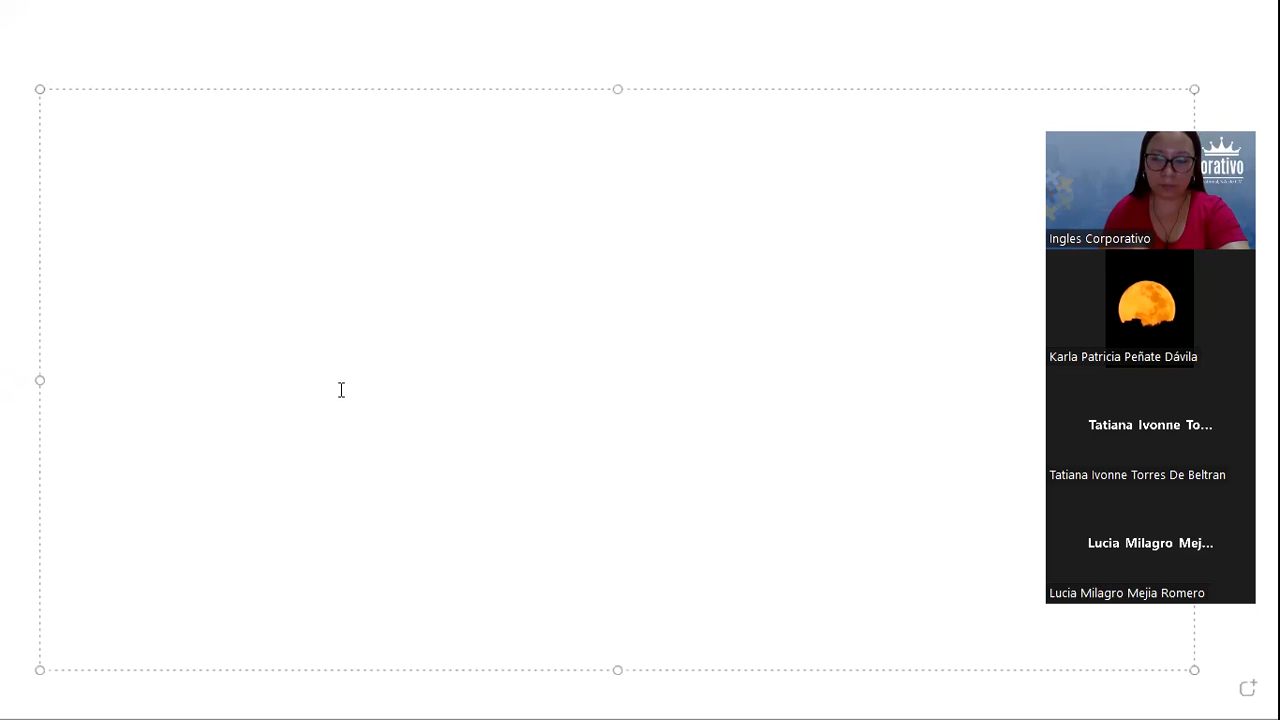 orativo
Ingles Corporativo
Karla Patricia Peñate Dávila
Tatiana Ivonne To...
Tatiana Ivonne Torres De Beltran
Lucia Milagro Mej...
Lucia Milagro Mejia Romero